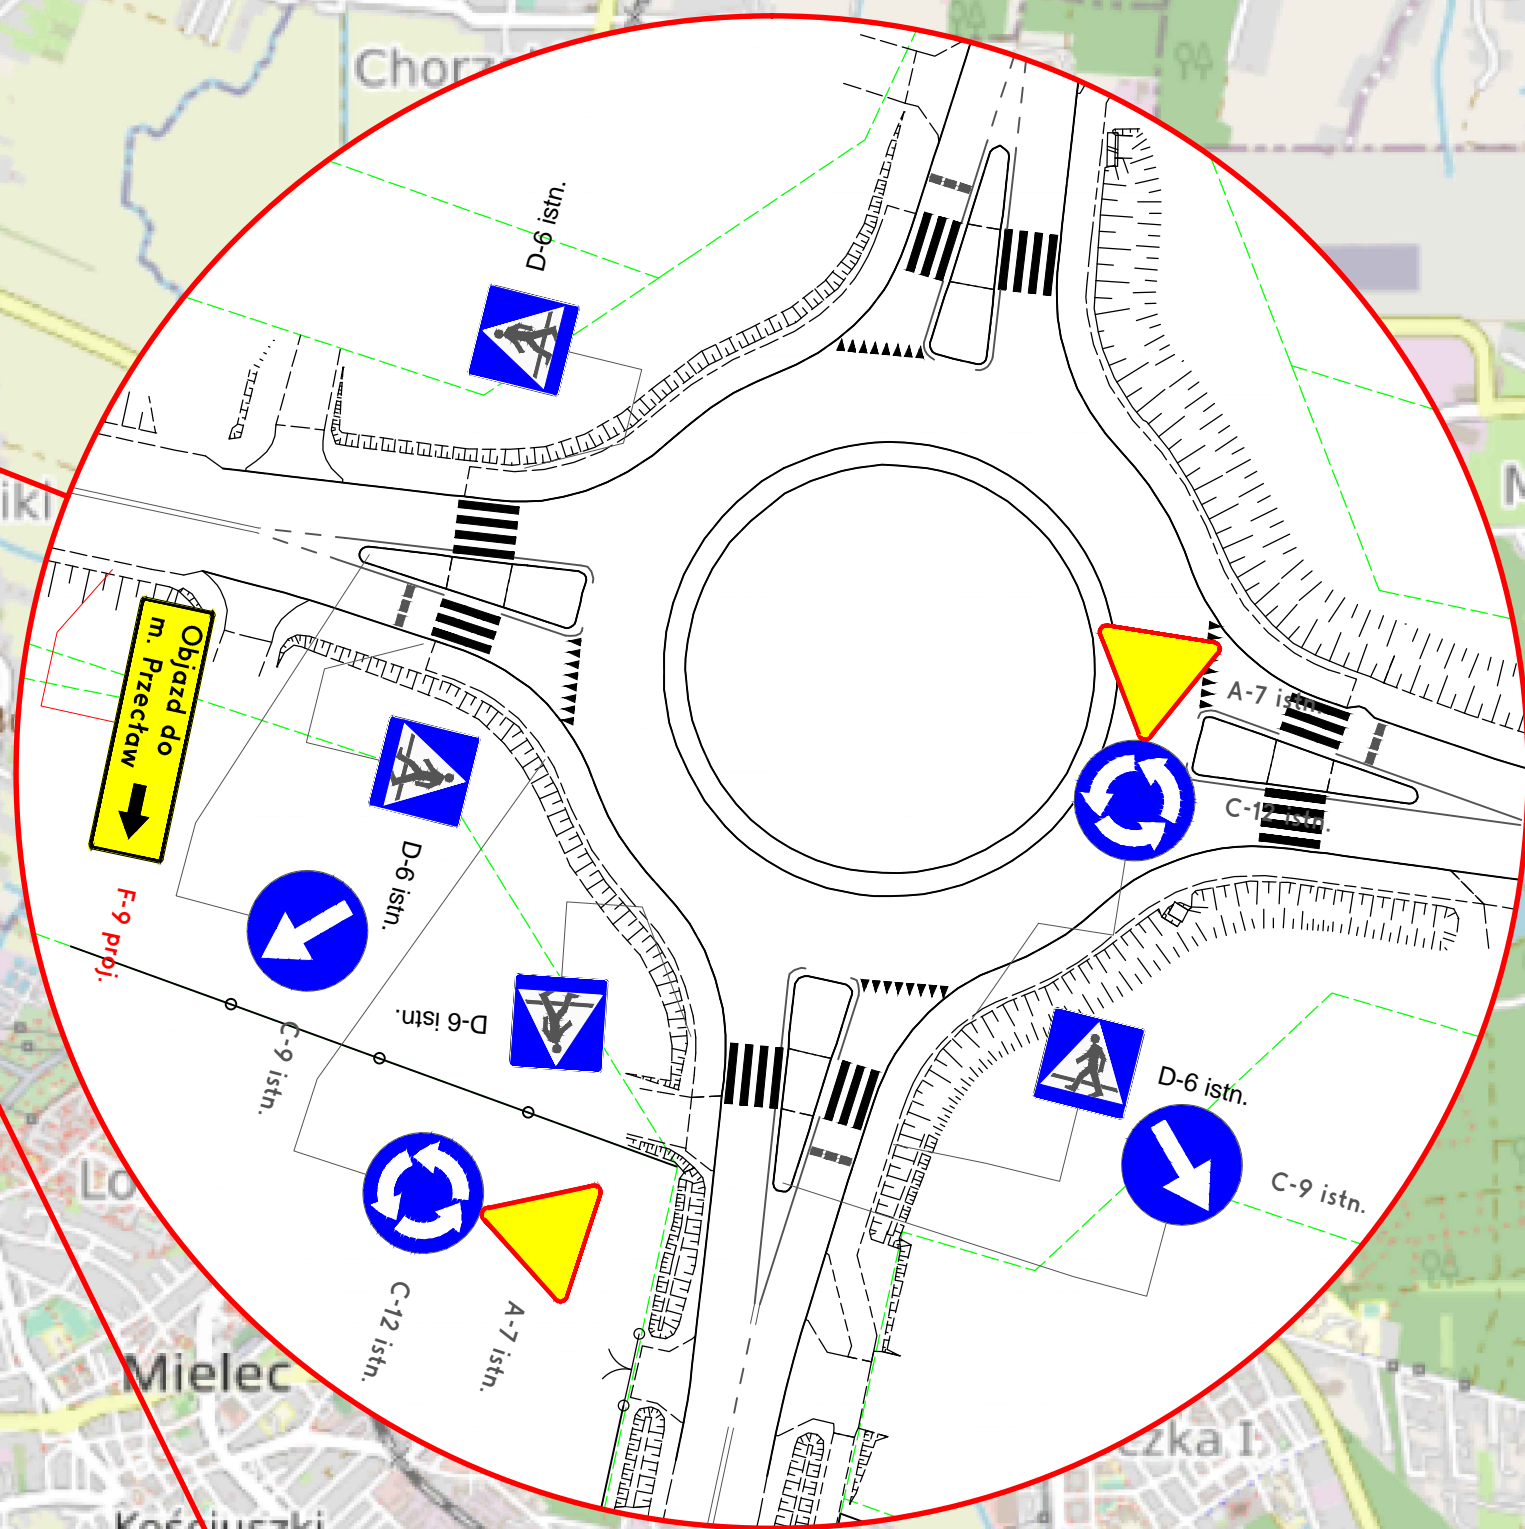 D-6 istn.
A-7 istn.
Objazd do
m. Przecław
D-6 istn.
C-12 istn.
F-9 proj.
D-6 istn.
C-9 istn.
D-6 istn.
C-9 istn.
C-12 istn.
A-7 istn.
Mielec